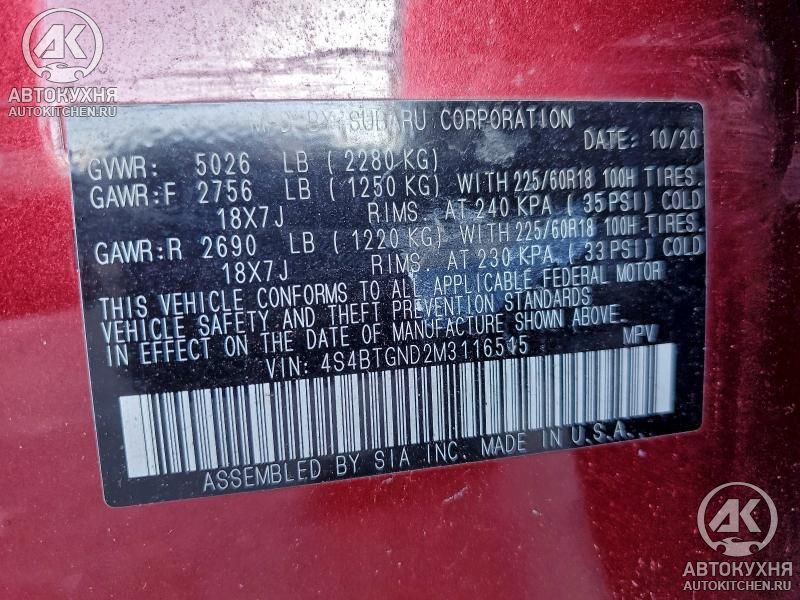 AK
АВТОКУХНЯ
AUTOKITCHEN.RU
MFD BY SUBARU CORPORATION
DATE: 10/20
GVWR: 5026 LB (2280 KG)
GAWR:F 2756 LB (1250 KG) WITH 225/60R18 100H TIRES.
18X7J RIMS. AT 240 KPA (35 PSI) COLD
GAWR:R 2690 LB (1220 KG) WITH 225/60R18 100H TIRES.
18X7J RIMS. AT 230 KPA (33 PSI) COLD
THIS VEHICLE CONFORMS TO ALL APPLICABLE FEDERAL MOTOR
VEHICLE SAFETY AND THEFT PREVENTION STANDARDS
IN EFFECT ON THE DATE OF MANUFACTURE SHOWN ABOVE.
VIN: 4S4BTGND2M3116515 MPV
ASSEMBLED BY SIA INC. MADE IN U.S.A.
AK
АВТОКУХНЯ
AUTOKITCHEN.RU